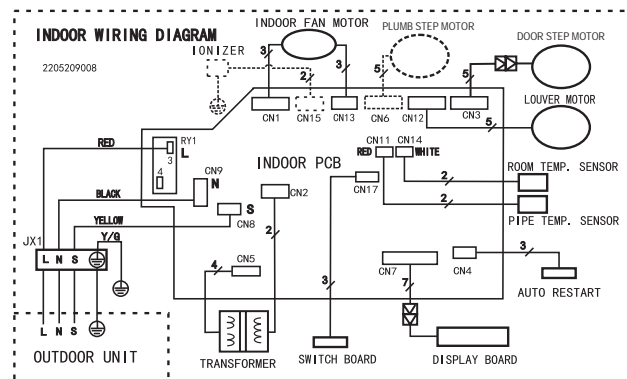 INDOOR WIRING DIAGRAM
2205209008
IONIZER
INDOOR FAN MOTOR
PLUMB STEP MOTOR
DOOR STEP MOTOR
LOUVER MOTOR
3
2
3
5
5
5
CN1
CN15
CN13
CN6
CN12
CN3
RED
RY1
L
3
4
CN11
CN14
RED
WHITE
INDOOR PCB
CN9
N
CN2
CN17
2
ROOM TEMP. SENSOR
BLACK
2
PIPE TEMP. SENSOR
YELLOW
S
CN8
Y/G
JX1
L N S
2
CN5
4
CN7
7
CN4
3
3
AUTO RESTART
L N S
OUTDOOR UNIT
TRANSFORMER
SWITCH BOARD
DISPLAY BOARD